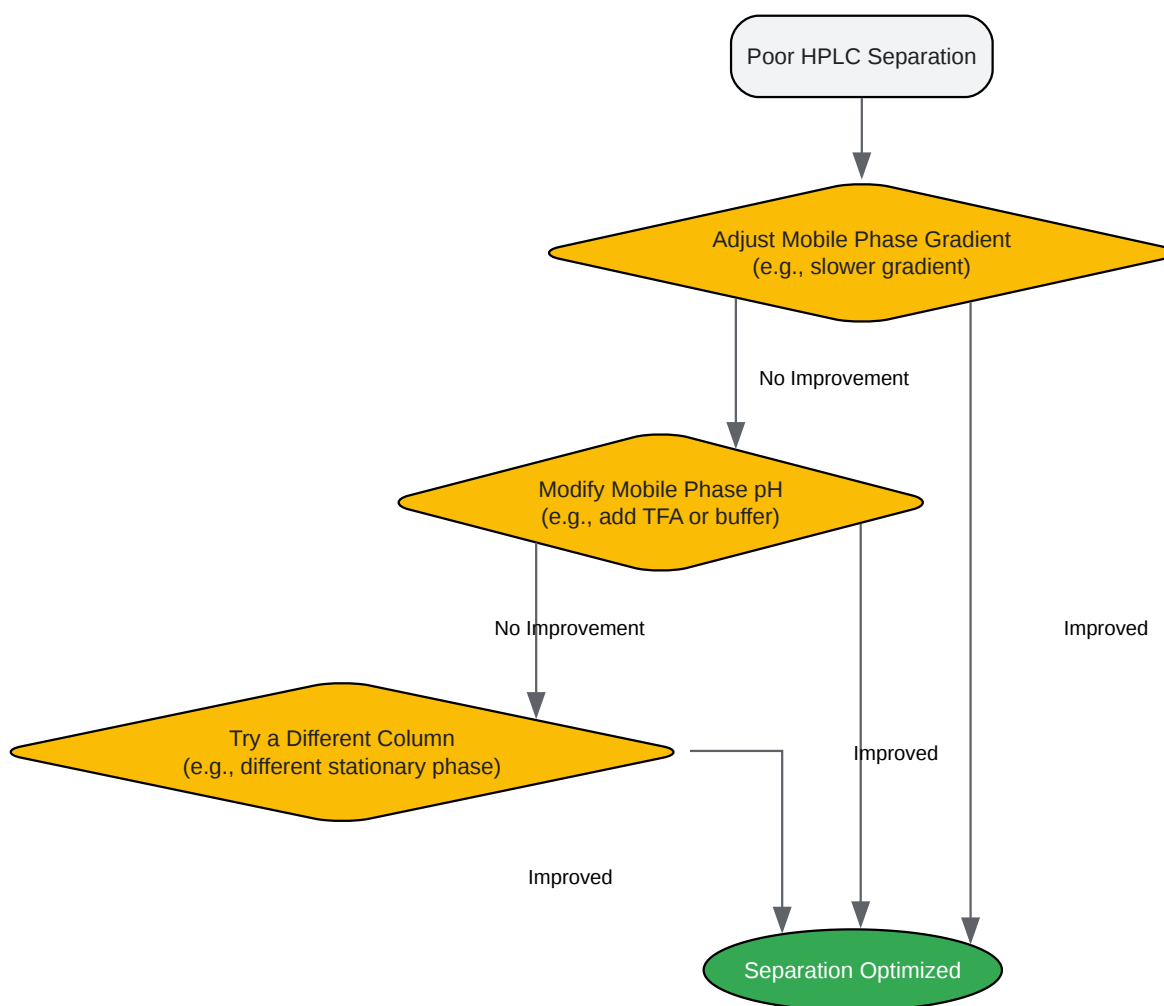 Poor HPLC Separation
Adjust Mobile Phase Gradient
(e.g., slower gradient)
No Improvement
Modify Mobile Phase pH
(e.g., add TFA or buffer)
No Improvement
Improved
Try a Different Column
(e.g., different stationary phase)
Improved
Improved
Separation Optimized